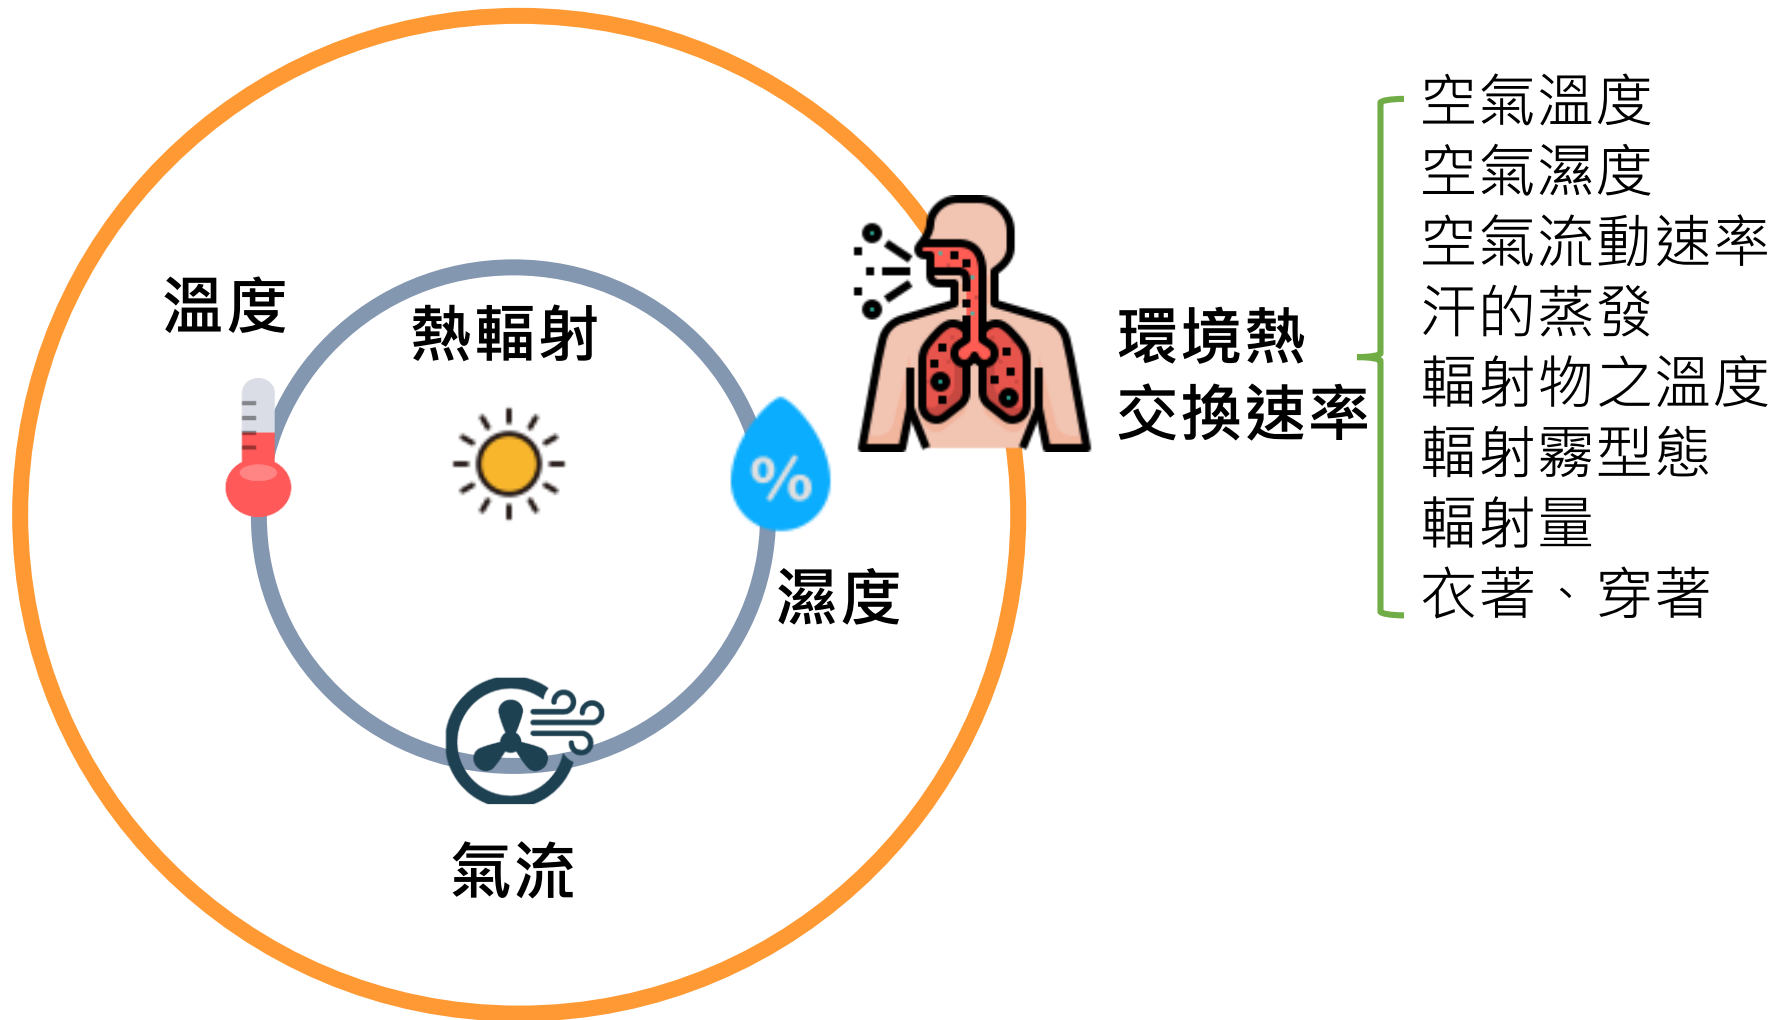 溫度
熱輻射
%
濕度
氣流
環境熱
交換速率
空氣溫度
空氣濕度
空氣流動速率
汗的蒸發
輻射物之溫度
輻射霧型態
輻射量
衣著、穿著